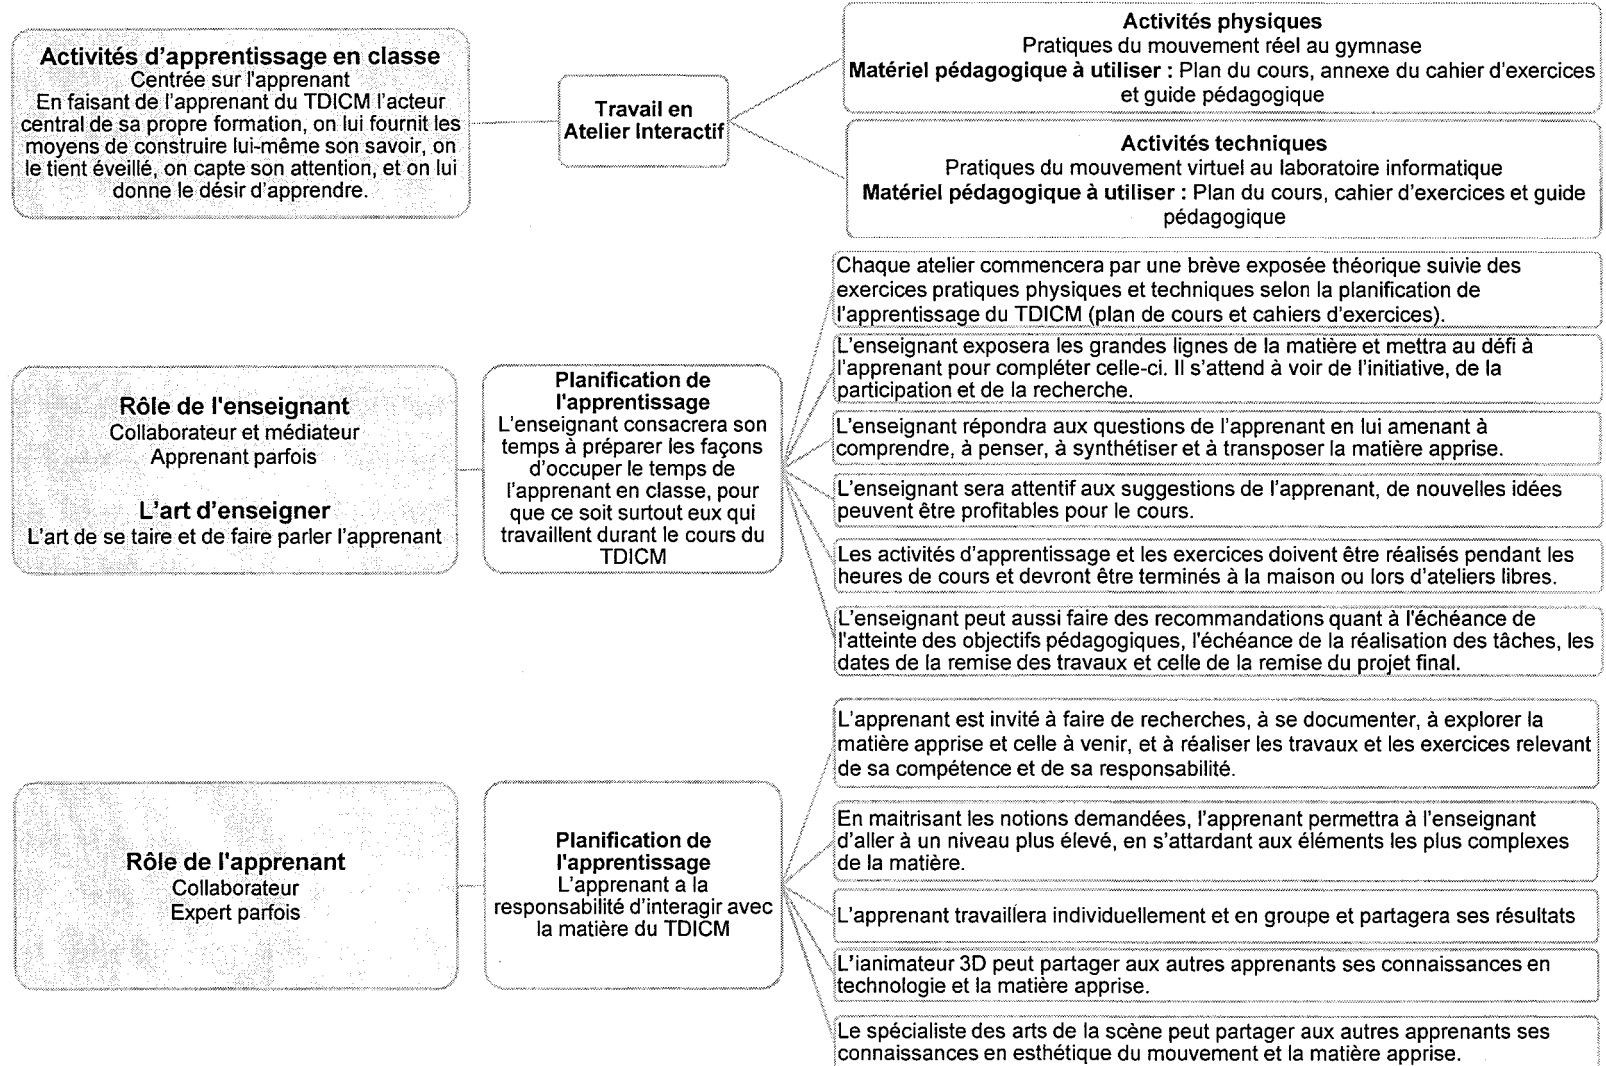 Activités d'apprentissage en classe
Centrée sur l'apprenant
En faisant de l'apprenant du TDICM l'acteur
central de sa propre formation, on lui fournit les
moyens de construire lui-même son savoir, on
le tient éveillé, on capte son attention, et on lui
donne le désir d'apprendre.
Travail en
Atelier Interactif
Activités physiques
Pratiques du mouvement réel au gymnase
Matériel pédagogique à utiliser : Plan du cours, annexe du cahier d'exercices
et guide pédagogique
Activités techniques
Pratiques du mouvement virtuel au laboratoire informatique
Matériel pédagogique à utiliser : Plan du cours, cahier d'exercices et guide
pédagogique
Rôle de l'enseignant
Collaborateur et médiateur
Apprenant parfois
L'art d'enseigner
L'art de se taire et de faire parler l'apprenant
Planification de
l'apprentissage
L'enseignant consacrera son
temps à préparer les façons
d'occuper le temps de
l'apprenant en classe, pour
que ce soit surtout eux qui
travaillent durant le cours du
TDICM
Chaque atelier commencera par une brève exposée théorique suivie des
exercices pratiques physiques et techniques selon la planification de
l'apprentissage du TDICM (plan de cours et cahiers d'exercices).
L'enseignant exposera les grandes lignes de la matière et mettra au défi à
l'apprenant pour compléter celle-ci. Il s'attend à voir de l'initiative, de la
participation et de la recherche.
L'enseignant répondra aux questions de l'apprenant en lui amenant à
comprendre, à penser, à synthétiser et à transposer la matière apprise.
L'enseignant sera attentif aux suggestions de l'apprenant, de nouvelles idées
peuvent être profitables pour le cours.
Les activités d'apprentissage et les exercices doivent être réalisés pendant les
heures de cours et devront être terminés à la maison ou lors d'ateliers libres.
L'enseignant peut aussi faire des recommandations quant à l'échéance de
l'atteinte des objectifs pédagogiques, l'échéance de la réalisation des tâches, les
dates de la remise des travaux et celle de la remise du projet final.
Rôle de l'apprenant
Collaborateur
Expert parfois
Planification de
l'apprentissage
L'apprenant a la
responsabilité d'interagir avec
la matière du TDICM
L'apprenant est invité à faire de recherches, à se documenter, à explorer la
matière apprise et celle à venir, et à réaliser les travaux et les exercices relevant
de sa compétence et de sa responsabilité.
En maitrisant les notions demandées, l'apprenant permettra à l'enseignant
d'aller à un niveau plus élevé, en s'attardant aux éléments les plus complexes
de la matière.
L'apprenant travaillera individuellement et en groupe et partagera ses résultats
L'ianimateur 3D peut partager aux autres apprenants ses connaissances en
technologie et la matière apprise.
Le spécialiste des arts de la scène peut partager aux autres apprenants ses
connaissances en esthétique du mouvement et la matière apprise.